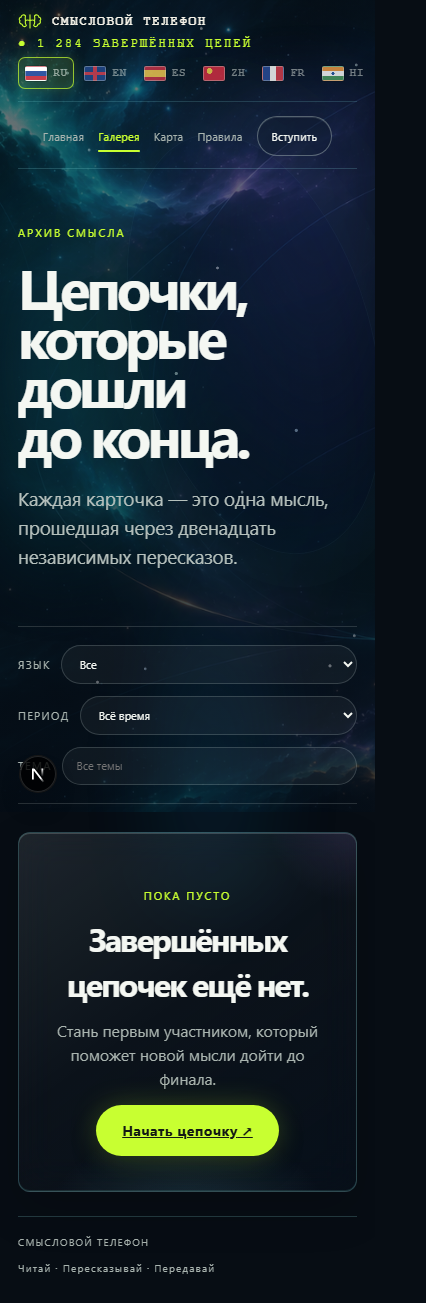 СМЫСЛОВОЙ ТЕЛЕФОН
● 1 284 ЗАВЕРШЁННЫХ ЦЕПЕЙ
RU EN ES ZH FR HI
Главная Галерея Карта Правила Вступить
АРХИВ СМЫСЛА
Цепочки,
которые
дошли
до конца.
Каждая карточка — это одна мысль,
прошедшая через двенадцать
независимых пересказов.
ЯЗЫК Все
ПЕРИОД Всё время
ТЕМА Все темы
N
ПОКА ПУСТО
Завершённых
цепочек ещё нет.
Стань первым участником, который
поможет новой мысли дойти до
финала.
Начать цепочку ↗
СМЫСЛОВОЙ ТЕЛЕФОН
Читай · Пересказывай · Передавай